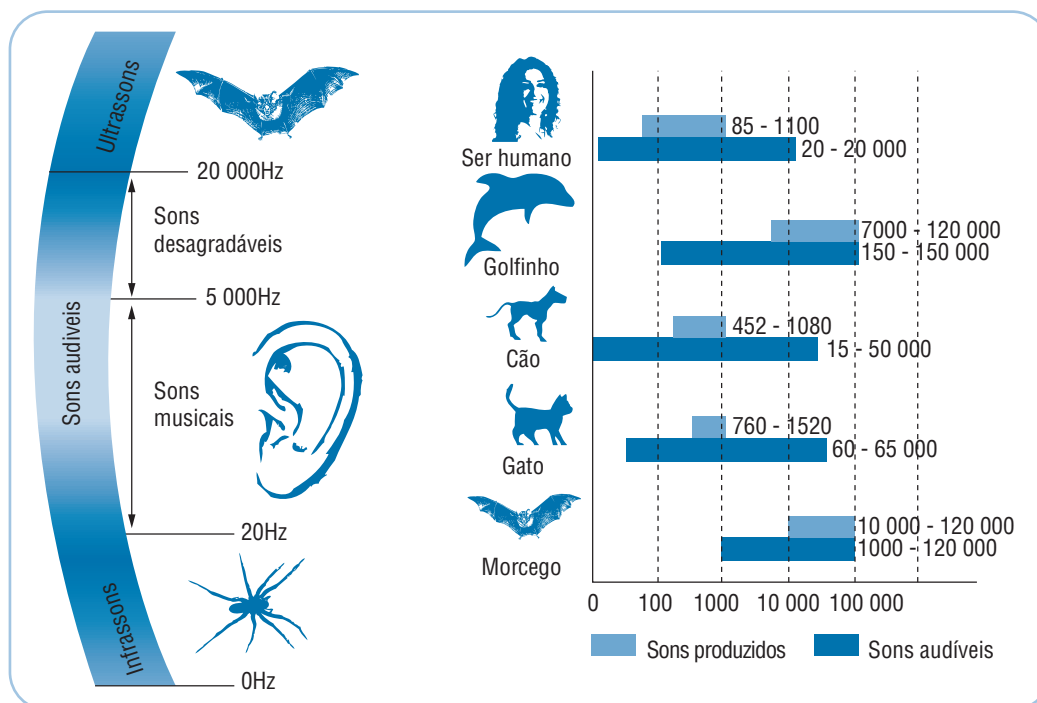 Ultrassons
20 000Hz
Sons
desagradáveis
5 000Hz
Sons audíveis
Sons
musicais
20Hz
Infrassons
0Hz
Ser humano
85 - 1100
20 - 20 000
Golfinho
7000 - 120 000
150 - 150 000
Cão
452 - 1080
15 - 50 000
Gato
760 - 1520
60 - 65 000
Morcego
10 000 - 120 000
1000 - 120 000
0 100 1000 10 000 100 000
Sons produzidos Sons audíveis